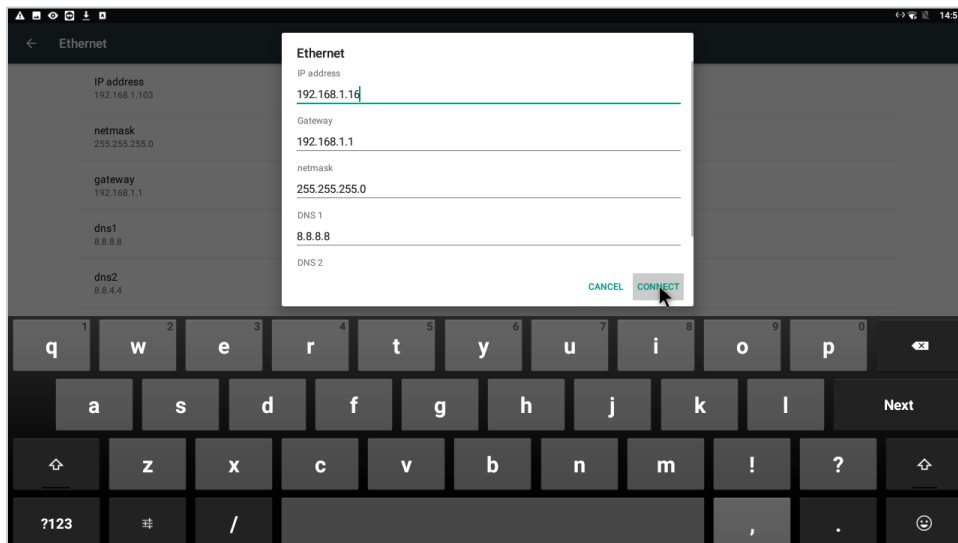 14:5
Ethernet
IP address
192.168.1.103
netmask
255.255.255.0
gateway
192.168.1.1
dns1
8.8.8.8
dns2
8.8.4.4
Ethernet
IP address
192.168.1.16
Gateway
192.168.1.1
netmask
255.255.255.0
DNS 1
8.8.8.8
DNS 2
CANCEL CONNECT
1 2 3 4 5 6 7 8 9 0
q w e r t y u i o p
a s d f g h j k l Next
z x c v b n m ! ?
?123 / , .